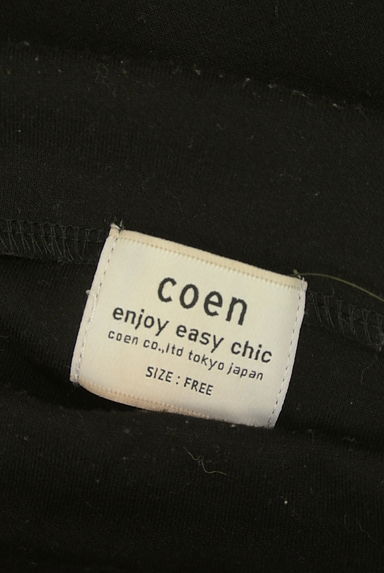 coen
enjoy easy chic
coen co.,ltd tokyo japan
SIZE : FREE